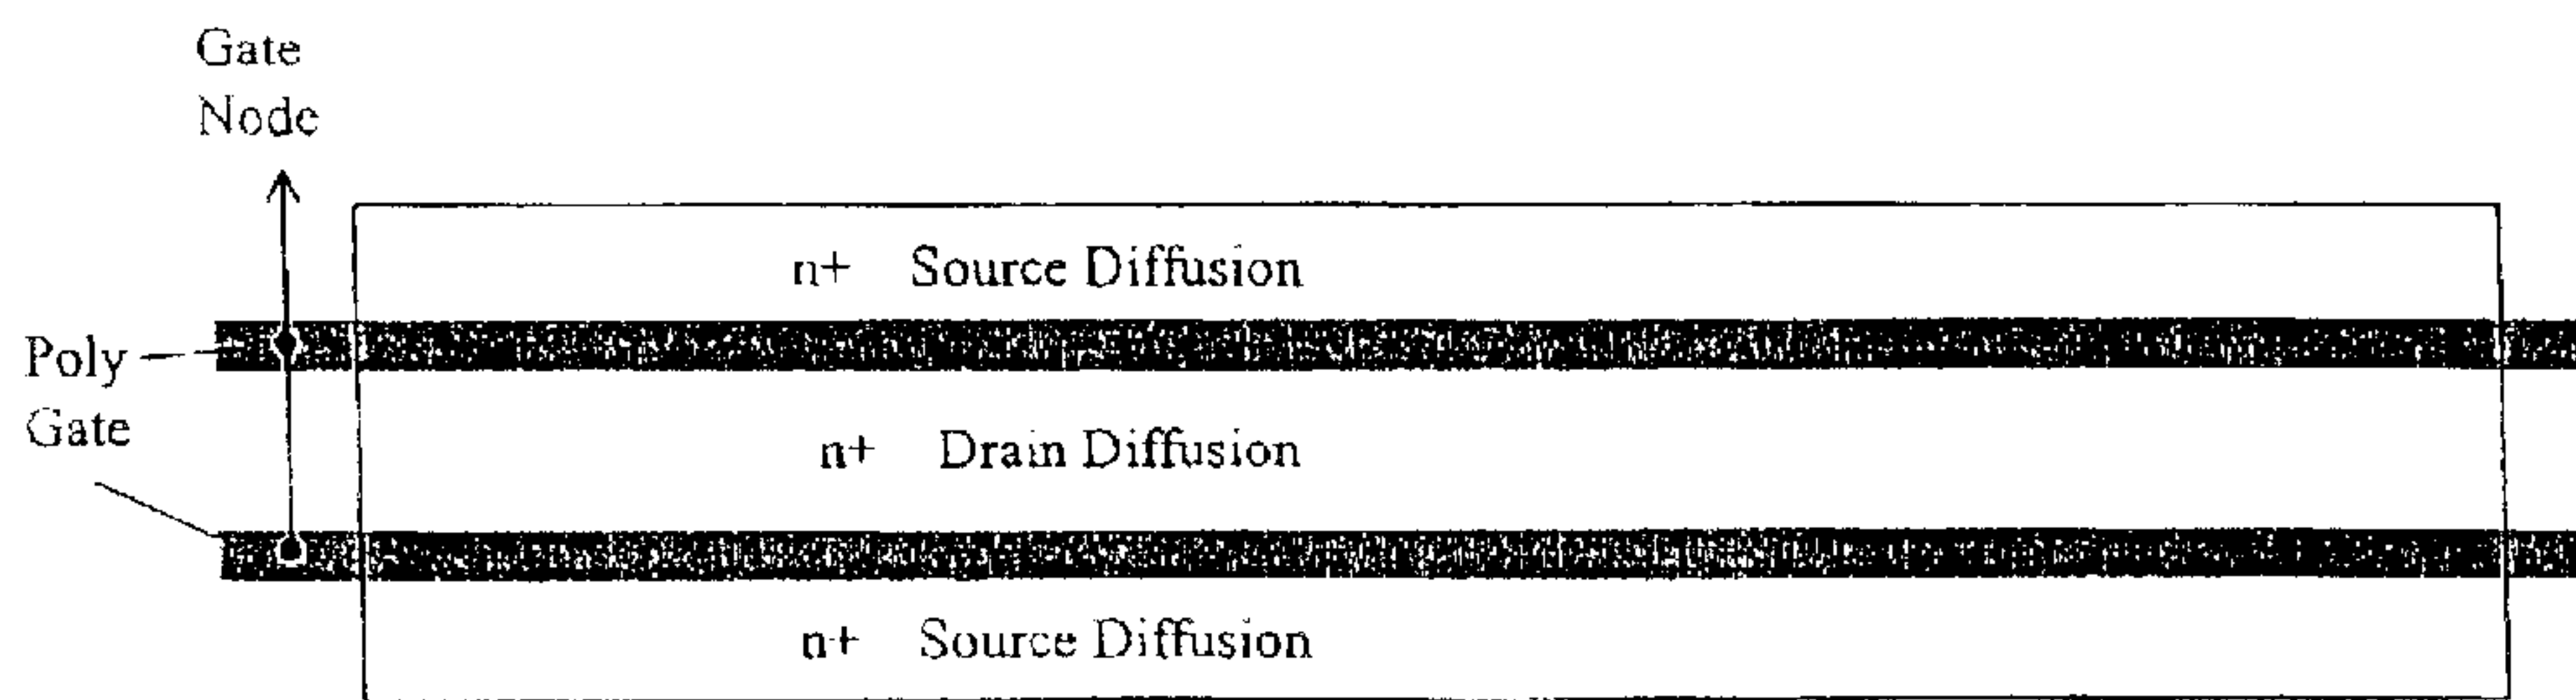 Gate
Node
n+ Source Diffusion
Poly
Gate
n+ Drain Diffusion
n+ Source Diffusion